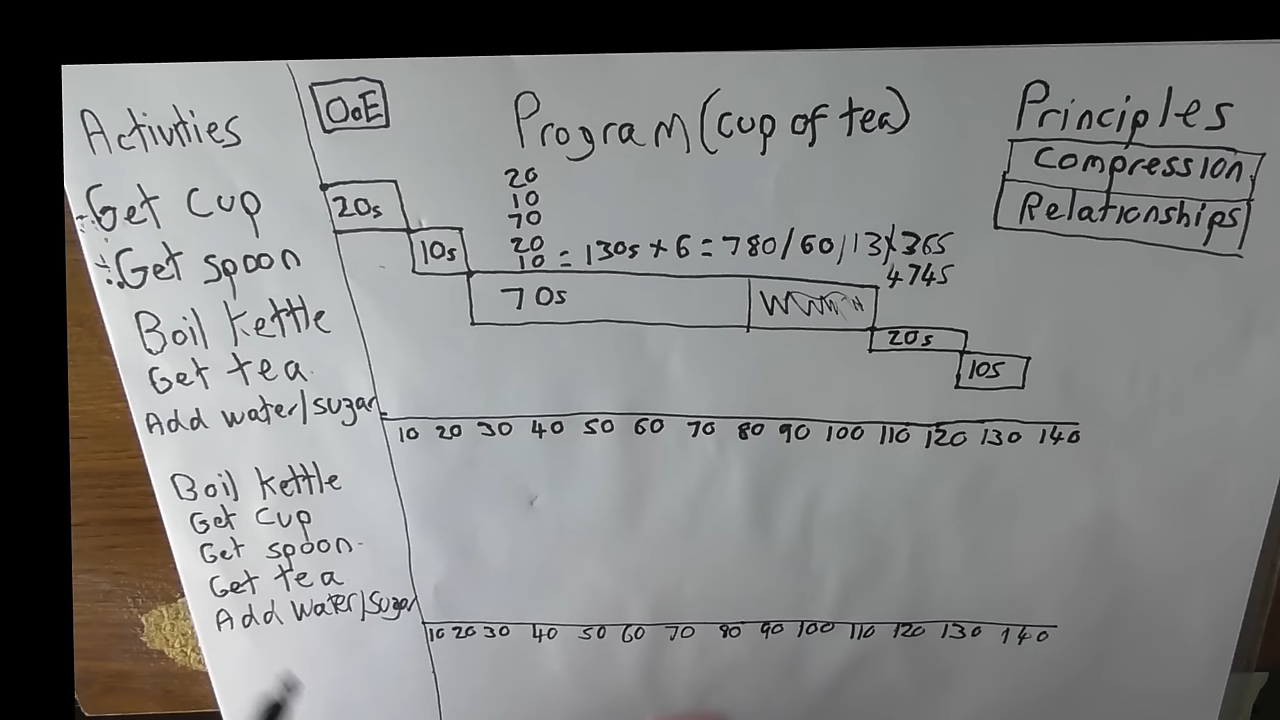 Activities
OoE
Program (cup of tea)
Principles
Compression
Relationships
Get cup
20s
Get spoon
10s
20
10
70
20
10 = 130s × 6 = 780/60/13×365
4745
Boil kettle
70s
Get tea
20s
Add water/sugar
10s
10 20 30 40 50 60 70 80 90 100 110 120 130 140
Boil kettle
Get cup
Get spoon
Get tea
Add water/sugar
10 20 30 40 50 60 70 80 90 100 110 120 130 140